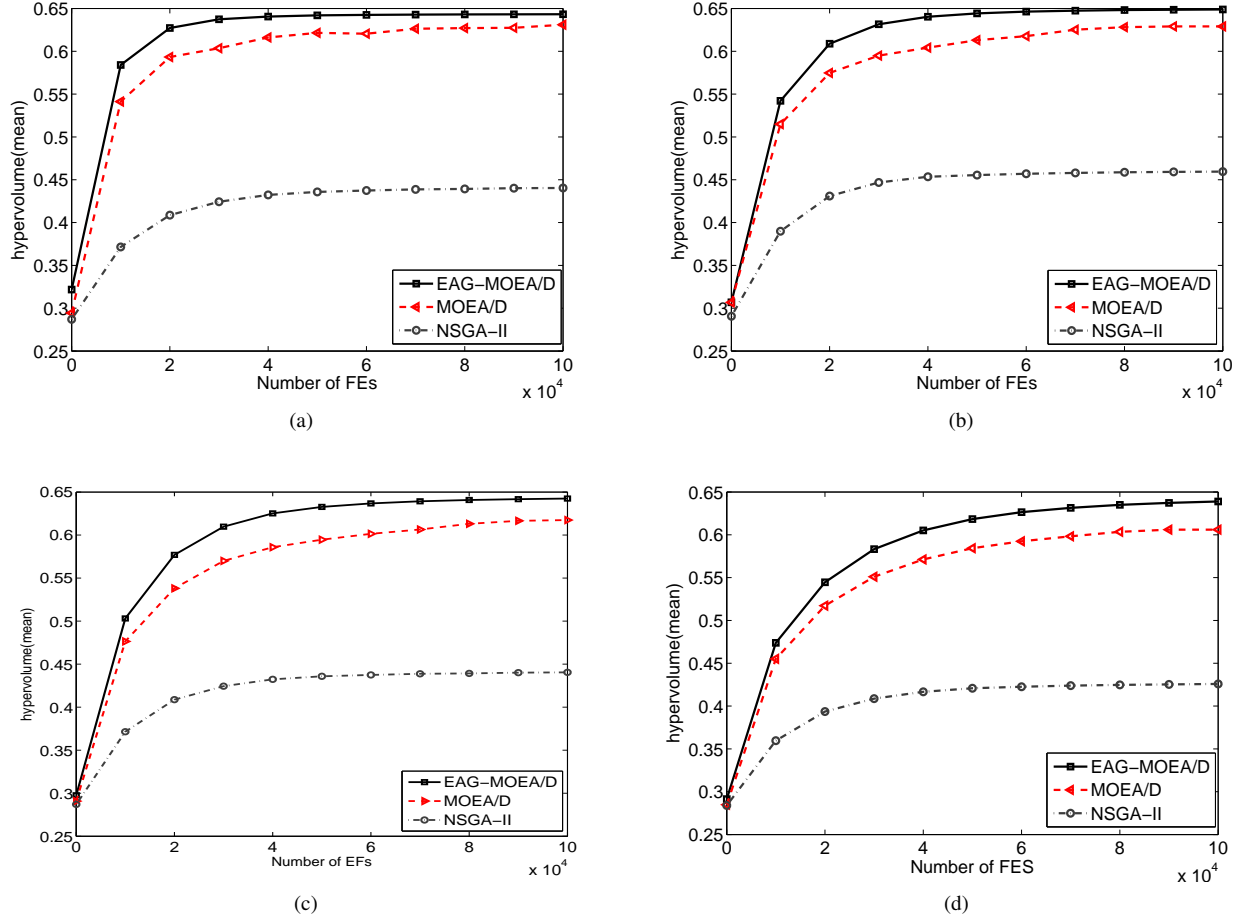 0.65
0.6
0.55
0.5
0.45
0.4
0.35
0.3
0.25
hypervolume(mean)
0 2 4 6 8 10
Number of FEs
x 10^4
EAG−MOEA/D
MOEA/D
NSGA−II
(a)
0.65
0.6
0.55
0.5
0.45
0.4
0.35
0.3
0.25
hypervolume(mean)
0 2 4 6 8 10
Number of FEs
x 10^4
EAG−MOEA/D
MOEA/D
NSGA−II
(b)
0.65
0.6
0.55
0.5
0.45
0.4
0.35
0.3
0.25
hypervolume(mean)
0 2 4 6 8 10
Number of EFs
x 10^4
EAG−MOEA/D
MOEA/D
NSGA−II
(c)
0.65
0.6
0.55
0.5
0.45
0.4
0.35
0.3
0.25
hypervolume(mean)
0 2 4 6 8 10
Number of FES
x 10^4
EAG−MOEA/D
MOEA/D
NSGA−II
(d)